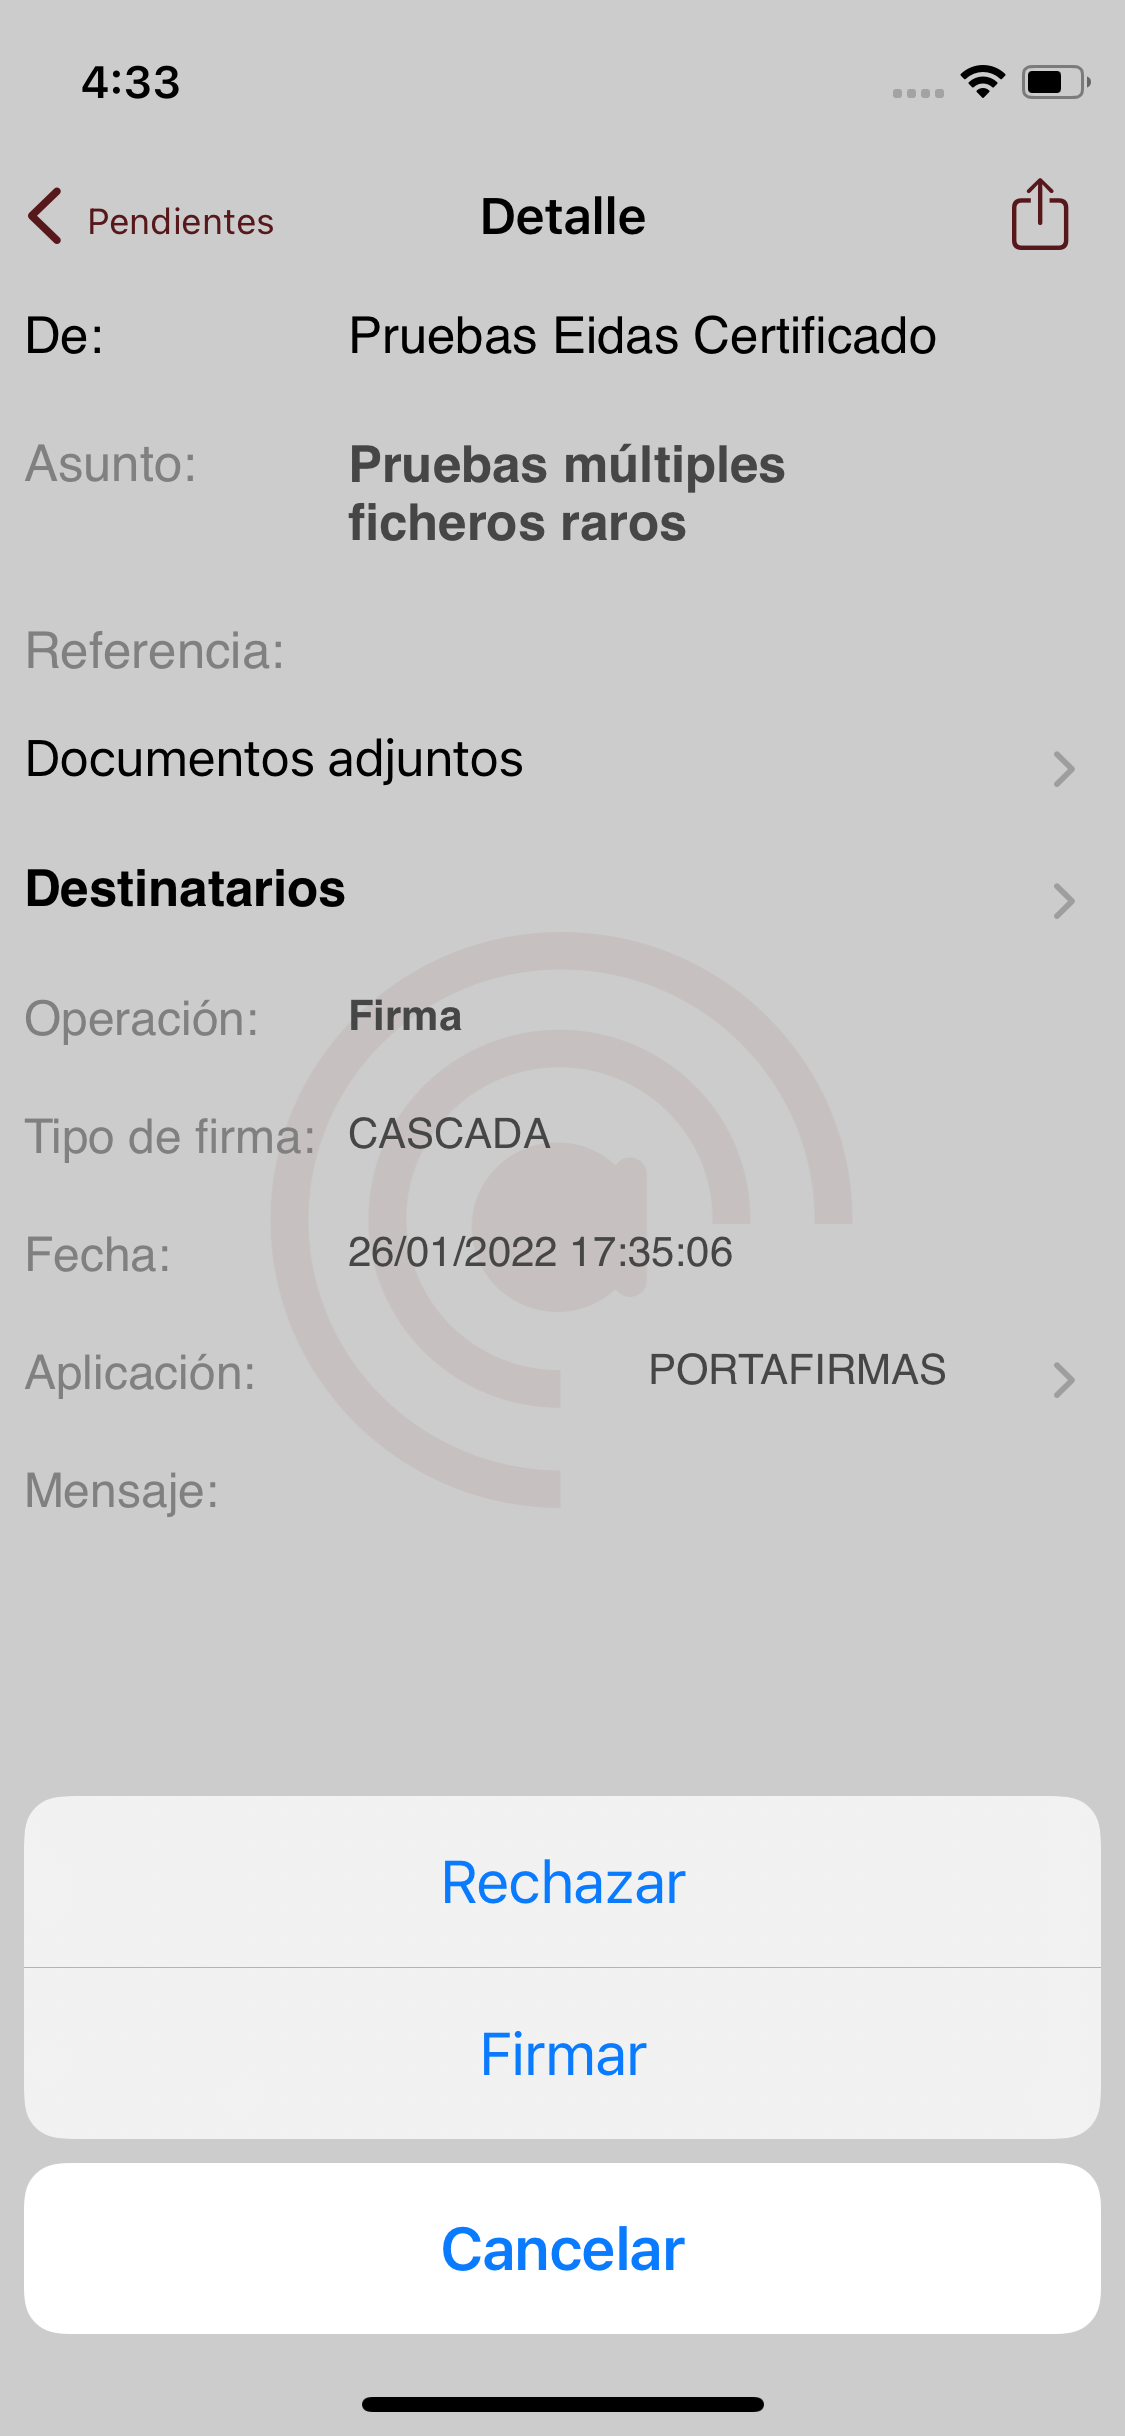 4:33
Pendientes
Detalle
De: Pruebas Eidas Certificado
Asunto: Pruebas múltiples
ficheros raros
Referencia:
Documentos adjuntos
Destinatarios
Operación: Firma
Tipo de firma: CASCADA
Fecha: 26/01/2022 17:35:06
Aplicación: PORTAFIRMAS
Mensaje:
Rechazar
Firmar
Cancelar